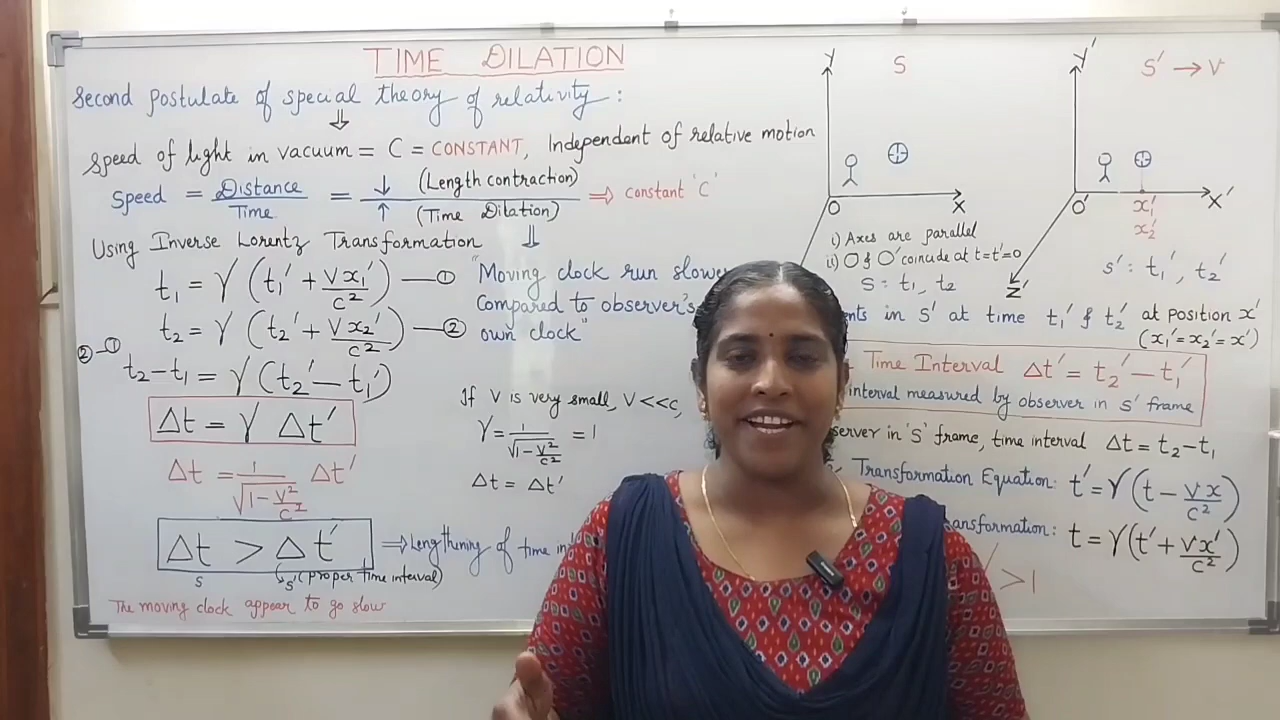 TIME DILATION
Second postulate of special theory of relativity :
⇓
Speed of light in vacuum = C = CONSTANT, Independent of relative motion
Speed = Distance/Time = ↓ (Length contraction) / ↑ (Time Dilation) ⇒ constant 'C'
⇓
Using Inverse Lorentz Transformation
t₁ = γ (t₁' + Vx₁'/c²) — ①
t₂ = γ (t₂' + Vx₂'/c²) — ②
② - ① t₂ - t₁ = γ (t₂' - t₁')
Δt = γ Δt'
Δt = 1/√(1 - V²/c²) Δt'
Δt > Δt' ⇒ Lengthening of time in
S S' (proper time interval)
The moving clock appear to go slow
"Moving clock run slowe
Compared to observer's
own clock"
If V is very small, V << c,
γ = 1/√(1 - V²/c²) = 1
Δt = Δt'
Y S
O X
i) Axes are parallel
ii) O & O' coincide at t = t' = 0
S : t₁, t₂
Y' S' → V
O' X'
x₁'
x₂'
Z'
S' : t₁', t₂'
nts in S' at time t₁' & t₂' at position x'
(x₁' = x₂' = x')
Time Interval Δt' = t₂' - t₁'
interval measured by observer in S' frame
server in 'S' frame, time interval Δt = t₂ - t₁
Transformation Equation: t' = γ (t - Vx/c²)
ansformation: t = γ (t' + Vx'/c²)
> 1